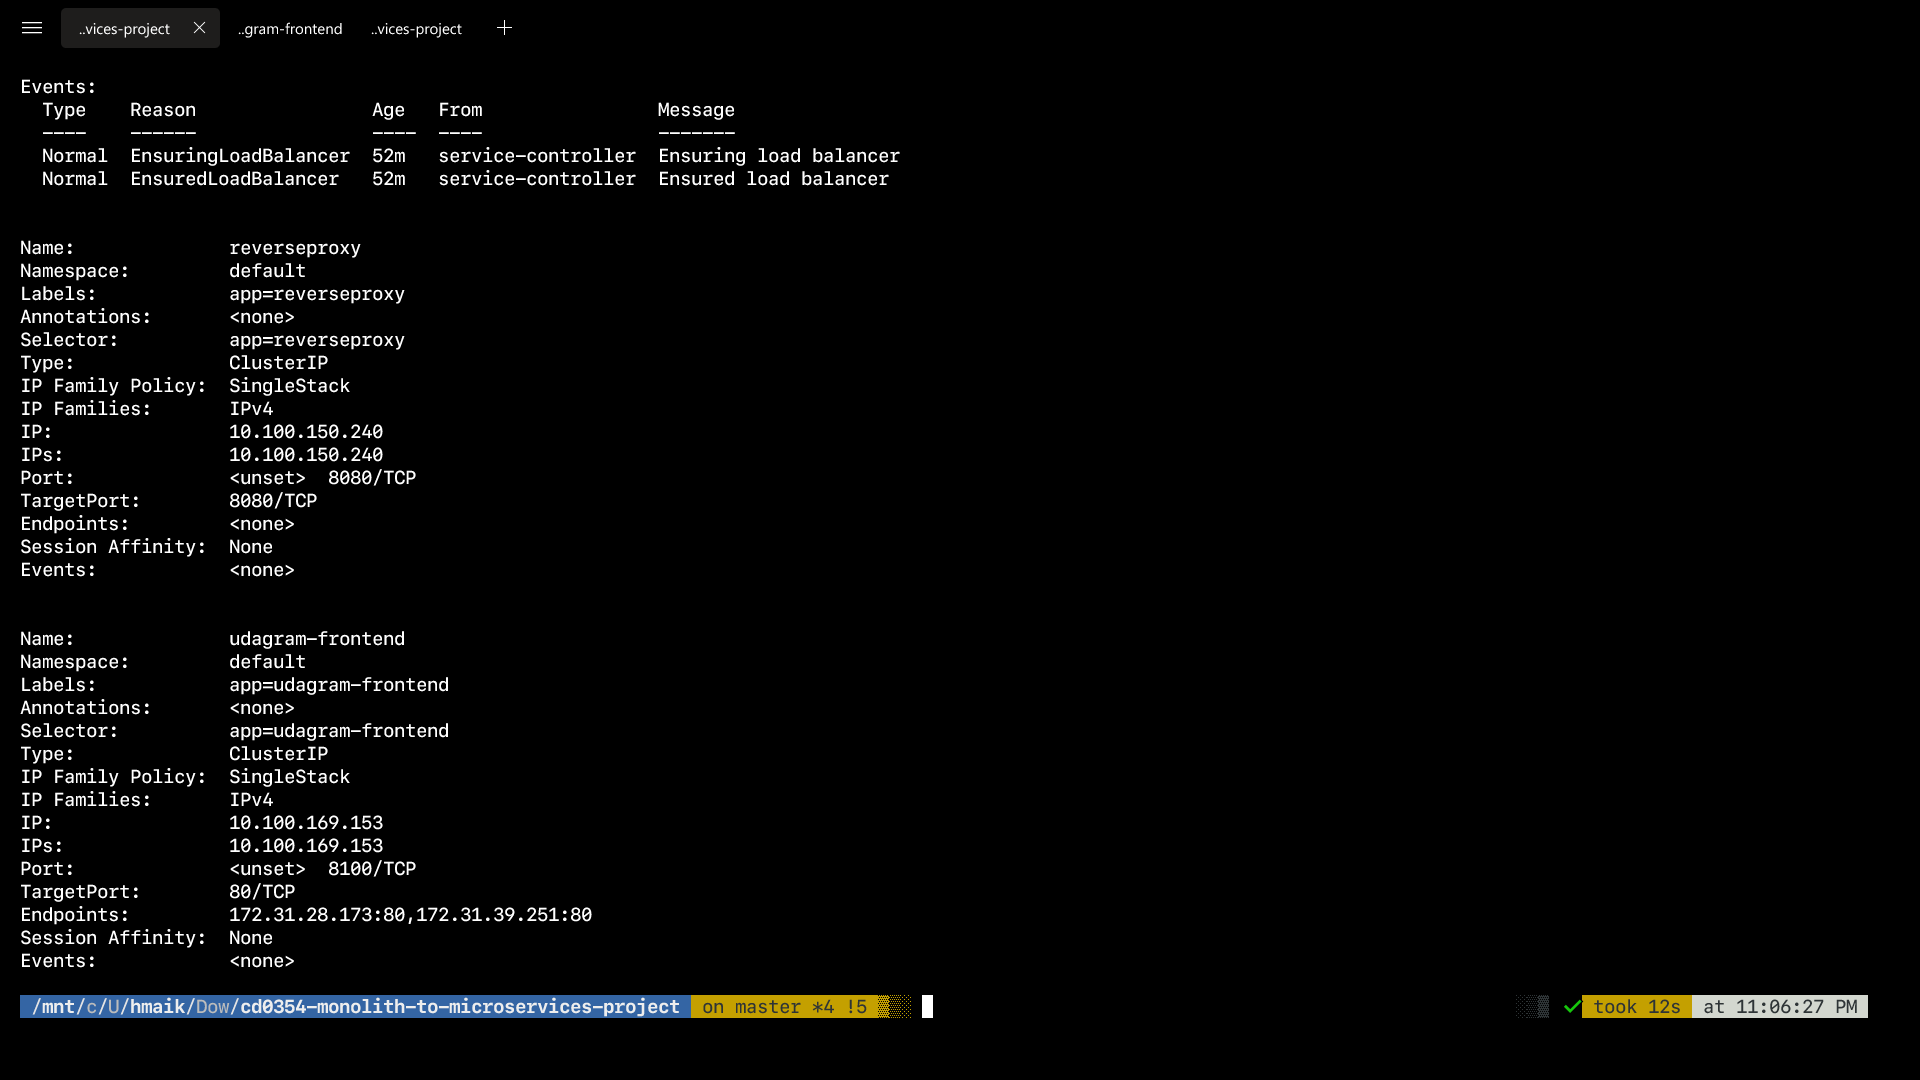 ..vices-project
..gram-frontend
..vices-project
Events:
Type Reason Age From Message
---- ------ ---- ---- -------
Normal EnsuringLoadBalancer 52m service-controller Ensuring load balancer
Normal EnsuredLoadBalancer 52m service-controller Ensured load balancer
Name: reverseproxy
Namespace: default
Labels: app=reverseproxy
Annotations: <none>
Selector: app=reverseproxy
Type: ClusterIP
IP Family Policy: SingleStack
IP Families: IPv4
IP: 10.100.150.240
IPs: 10.100.150.240
Port: <unset> 8080/TCP
TargetPort: 8080/TCP
Endpoints: <none>
Session Affinity: None
Events: <none>
Name: udagram-frontend
Namespace: default
Labels: app=udagram-frontend
Annotations: <none>
Selector: app=udagram-frontend
Type: ClusterIP
IP Family Policy: SingleStack
IP Families: IPv4
IP: 10.100.169.153
IPs: 10.100.169.153
Port: <unset> 8100/TCP
TargetPort: 80/TCP
Endpoints: 172.31.28.173:80,172.31.39.251:80
Session Affinity: None
Events: <none>
/mnt/c/U/hmaik/Dow/cd0354-monolith-to-microservices-project on master *4 !5 ✓ took 12s at 11:06:27 PM